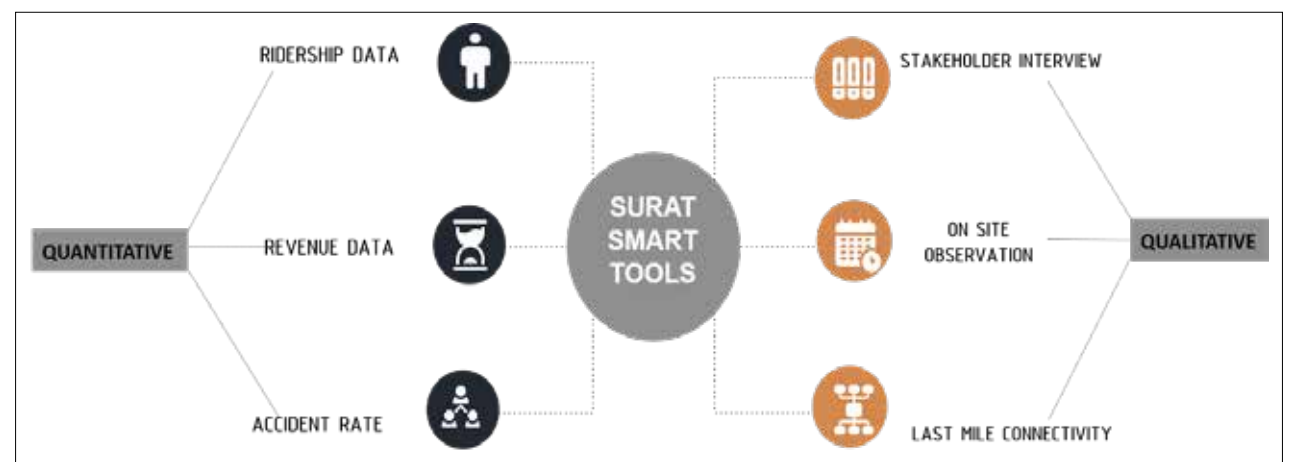 RIDERSHIP DATA
STAKEHOLDER INTERVIEW
SURAT
SMART
TOOLS
QUANTITATIVE
REVENUE DATA
ON SITE
OBSERVATION
QUALITATIVE
ACCIDENT RATE
LAST MILE CONNECTIVITY